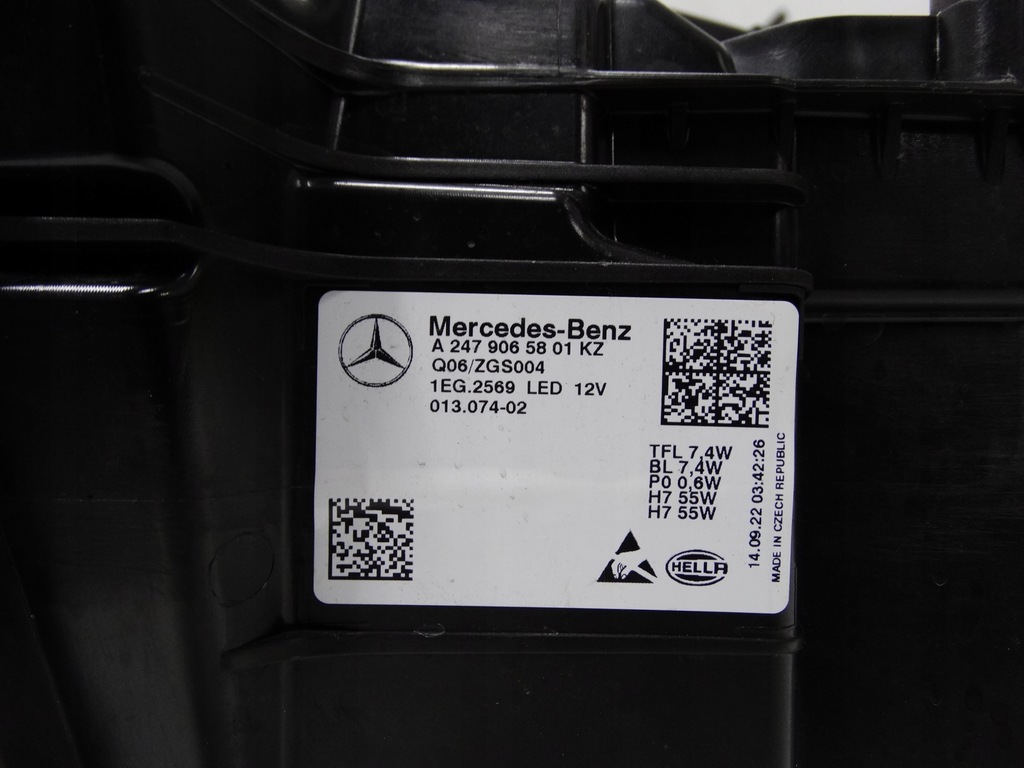 Mercedes-Benz
A 247 906 58 01 KZ
Q06/ZGS004
1EG.2569 LED 12V
013.074-02
TFL 7,4W
BL 7,4W
P0 0,6W
H7 55W
H7 55W
HELLA
14.09.22 03:42:26
MADE IN CZECH REPUBLIC